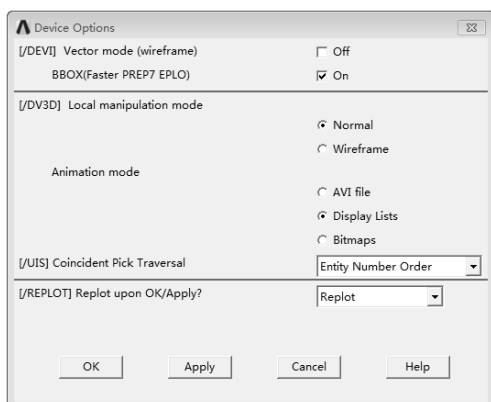 Device Options
[/DEVI] Vector mode (wireframe) Off
BBOX(Faster PREP7 EPLO) On
[/DV3D] Local manipulation mode
Normal
Wireframe
Animation mode
AVI file
Display Lists
Bitmaps
[/UIS] Coincident Pick Traversal Entity Number Order
[/REPLOT] Replot upon OK/Apply? Replot
OK Apply Cancel Help